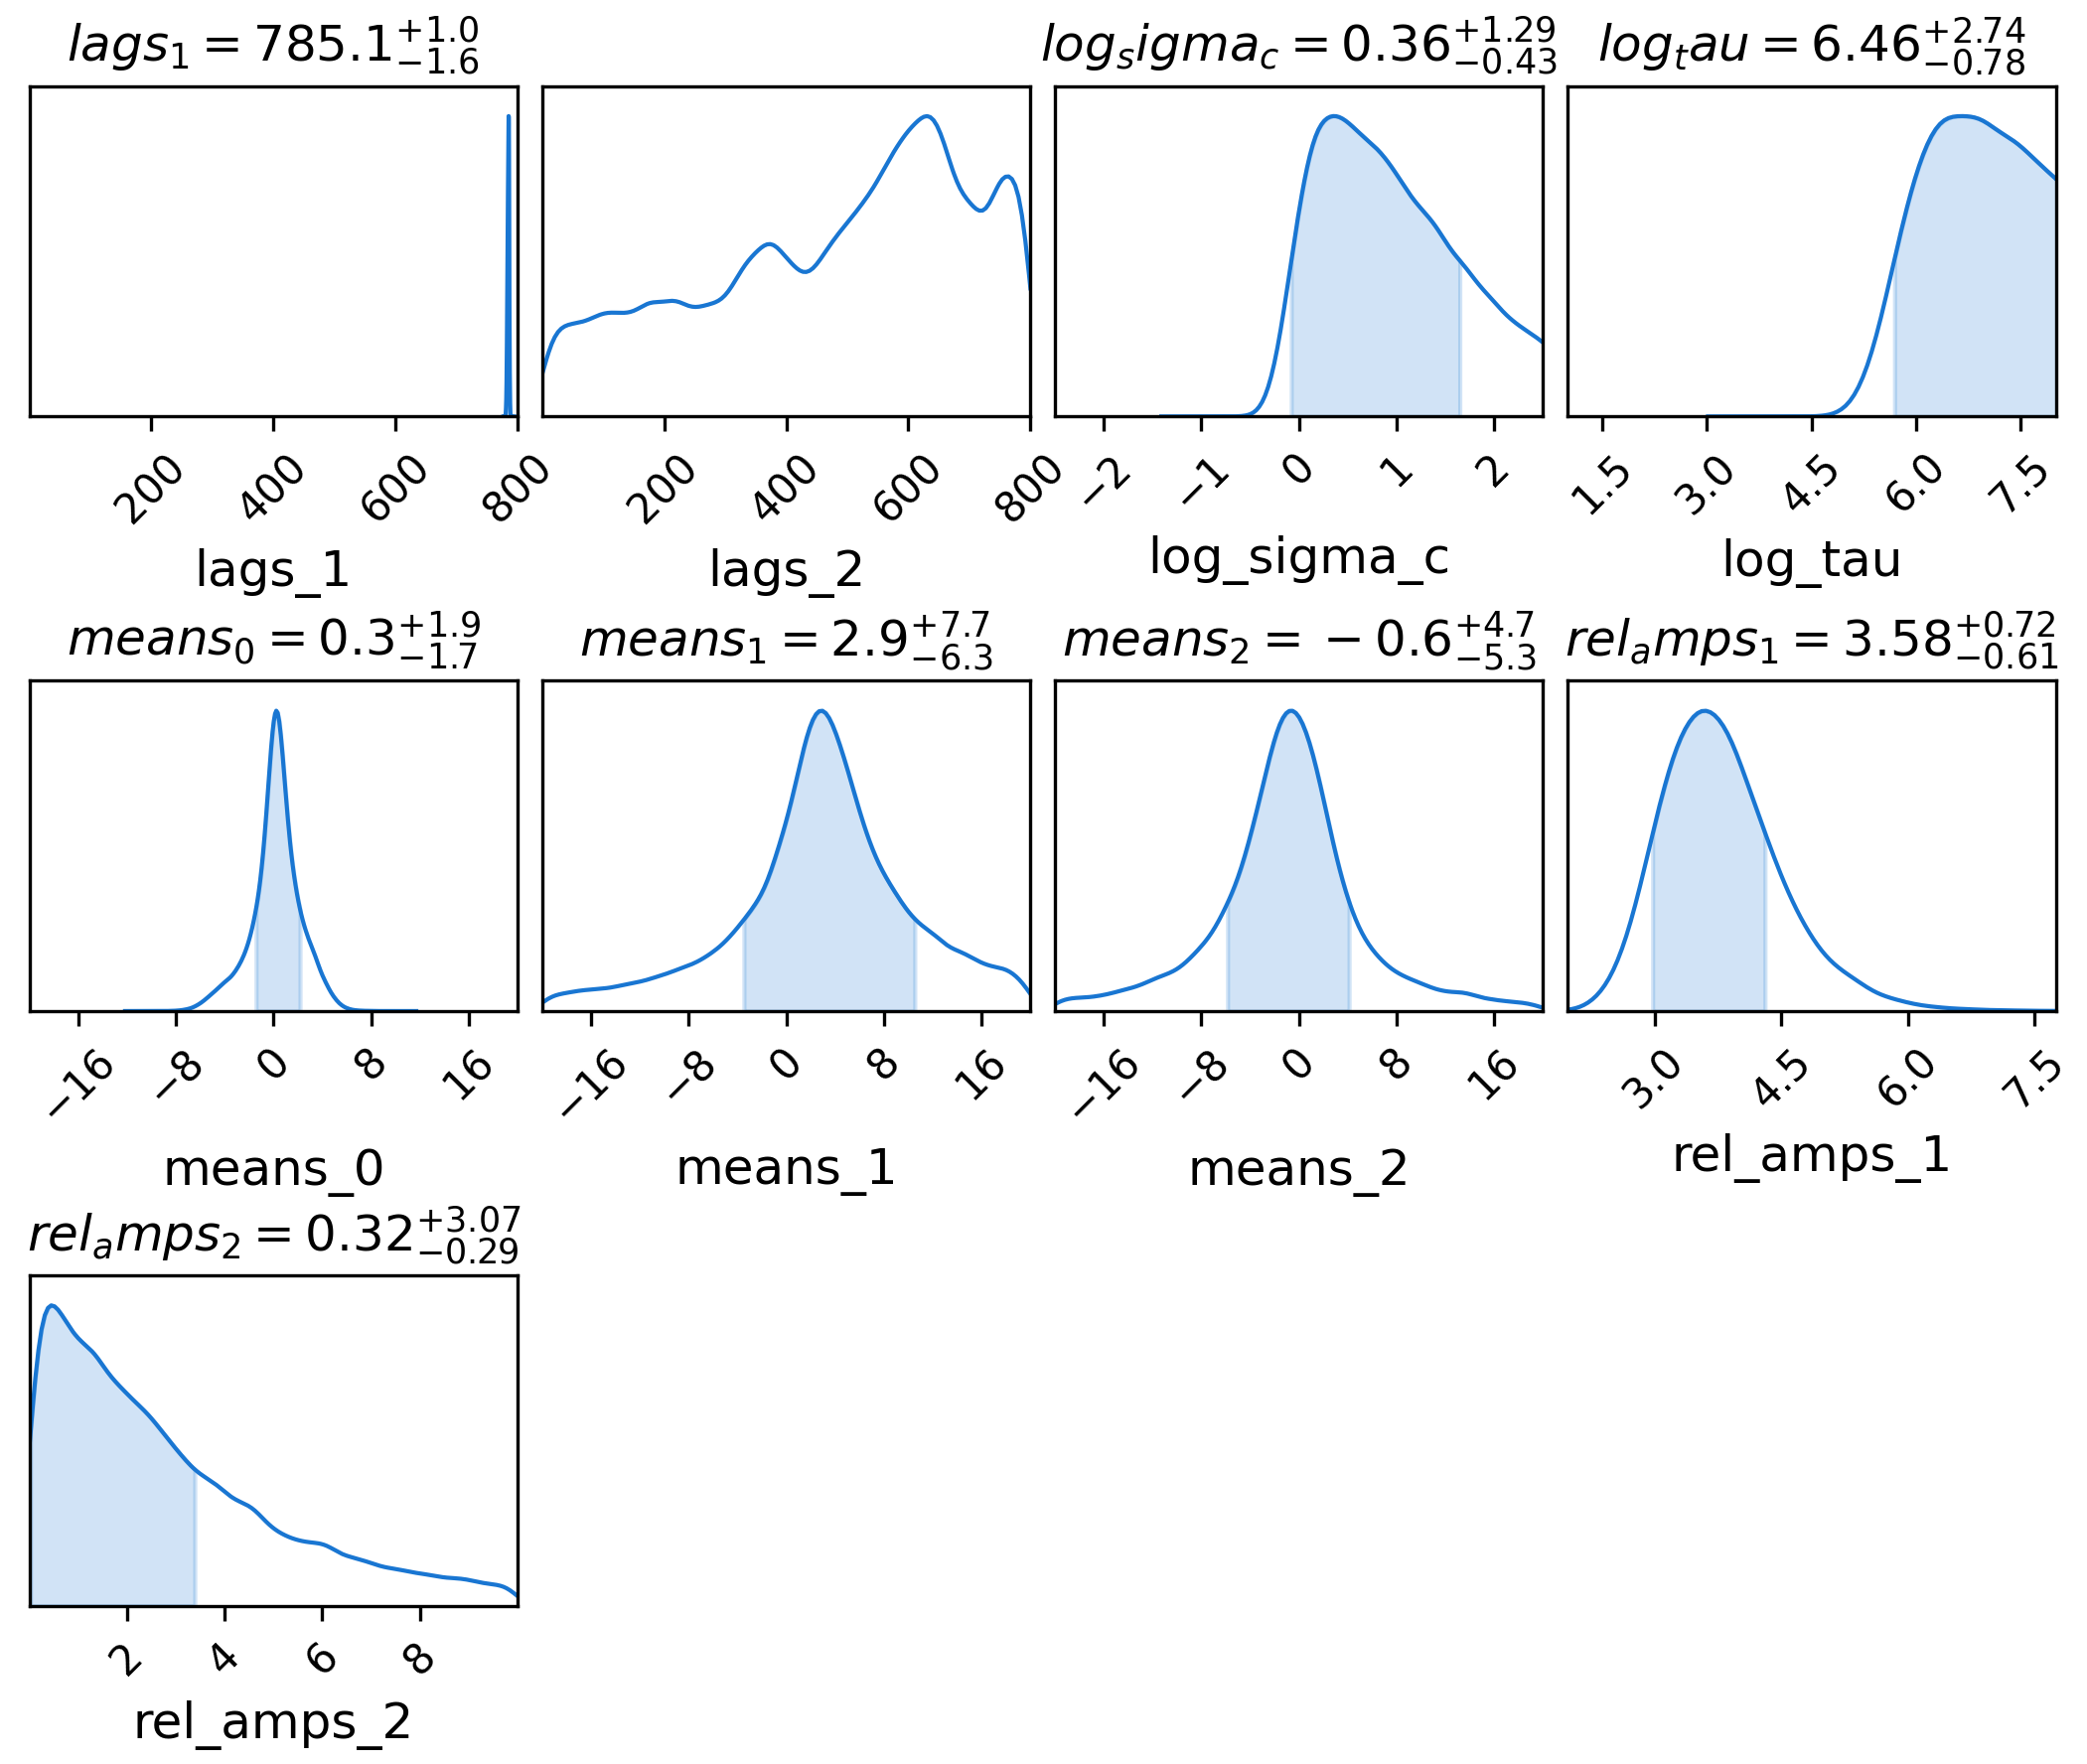 lags₁ = 785.1⁺¹·⁰₋₁.₆
log_sigma_c = 0.36⁺¹·²⁹₋₀.₄₃
logₜau = 6.46⁺²·⁷⁴₋₀.₇₈
200 400 600 800
200 400 600 800
−2 −1 0 1 2
1.5 3.0 4.5 6.0 7.5
lags_1
lags_2
log_sigma_c
log_tau
means₀ = 0.3⁺¹·⁹₋₁.₇
means₁ = 2.9⁺⁷·⁷₋₆.₃
means₂ = −0.6⁺⁴·⁷₋₅.₃
relₐmps₁ = 3.58⁺⁰·⁷²₋₀.₆₁
−16 −8 0 8 16
−16 −8 0 8 16
−16 −8 0 8 16
3.0 4.5 6.0 7.5
means_0
means_1
means_2
rel_amps_1
relₐmps₂ = 0.32⁺³·⁰⁷₋₀.₂₉
2 4 6 8
rel_amps_2